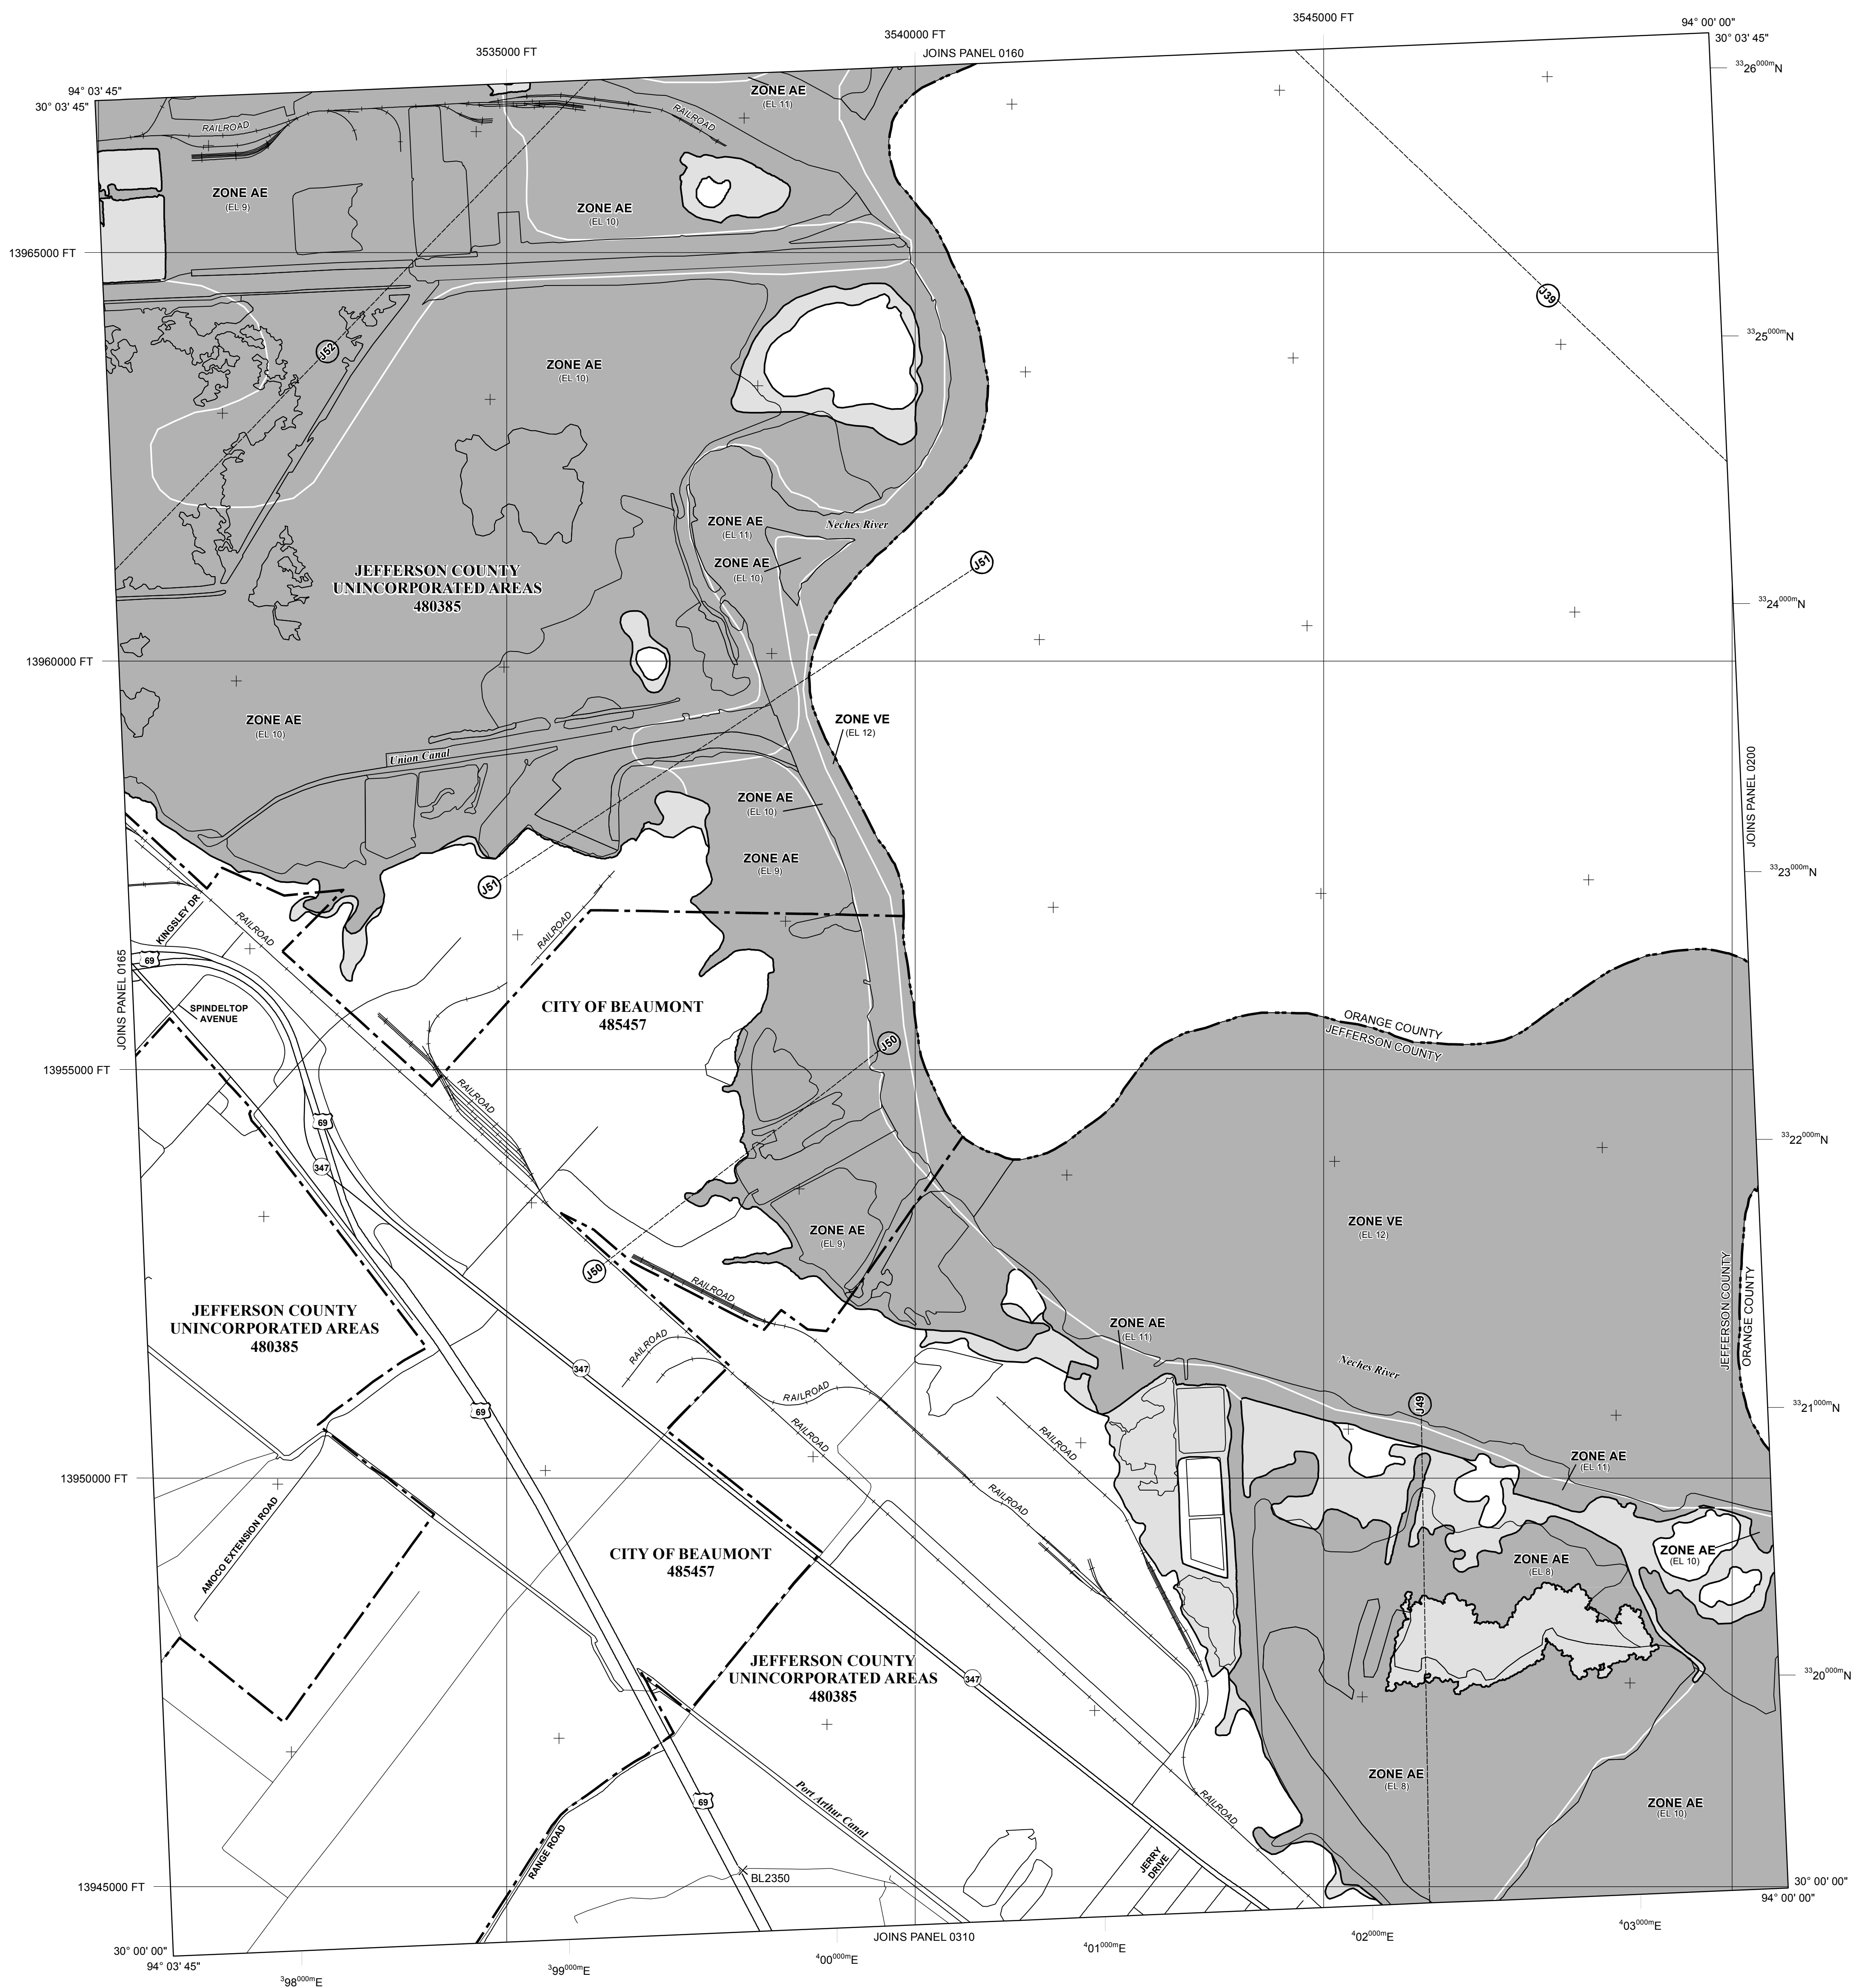 3545000 FT
94° 00' 00"
3540000 FT
30° 03' 45"
3535000 FT
JOINS PANEL 0160
3326000mN
94° 03' 45"
30° 03' 45"
ZONE AE
(EL 11)
RAILROAD
RAILROAD
ZONE AE
(EL 9)
ZONE AE
(EL 10)
13965000 FT
J39
3325000mN
J52
ZONE AE
(EL 10)
ZONE AE
(EL 11)
Neches River
ZONE AE
(EL 10)
J51
JEFFERSON COUNTY
UNINCORPORATED AREAS
480385
3324000mN
13960000 FT
ZONE AE
(EL 10)
ZONE VE
(EL 12)
Union Canal
JOINS PANEL 0200
ZONE AE
(EL 10)
ZONE AE
(EL 9)
3323000mN
J51
KINGSLEY DR
RAILROAD
RAILROAD
69
JOINS PANEL 0165
SPINDELTOP
AVENUE
CITY OF BEAUMONT
485457
ORANGE COUNTY
JEFFERSON COUNTY
J50
13955000 FT
RAILROAD
69
3322000mN
347
ZONE VE
(EL 12)
ZONE AE
(EL 9)
J50
RAILROAD
JEFFERSON COUNTY
ORANGE COUNTY
JEFFERSON COUNTY
UNINCORPORATED AREAS
480385
ZONE AE
(EL 11)
RAILROAD
347
Neches River
RAILROAD
69
J49
3321000mN
RAILROAD
RAILROAD
ZONE AE
(EL 11)
13950000 FT
RAILROAD
AMOCO EXTENSION ROAD
CITY OF BEAUMONT
485457
ZONE AE
(EL 8)
ZONE AE
(EL 10)
JEFFERSON COUNTY
UNINCORPORATED AREAS
480385
347
3320000mN
ZONE AE
(EL 8)
69
Port Arthur Canal
RAILROAD
ZONE AE
(EL 10)
RANGE ROAD
JERRY
DRIVE
BL2350
13945000 FT
30° 00' 00"
94° 00' 00"
JOINS PANEL 0310
30° 00' 00"
94° 03' 45"
398000mE
399000mE
400000mE
401000mE
402000mE
403000mE